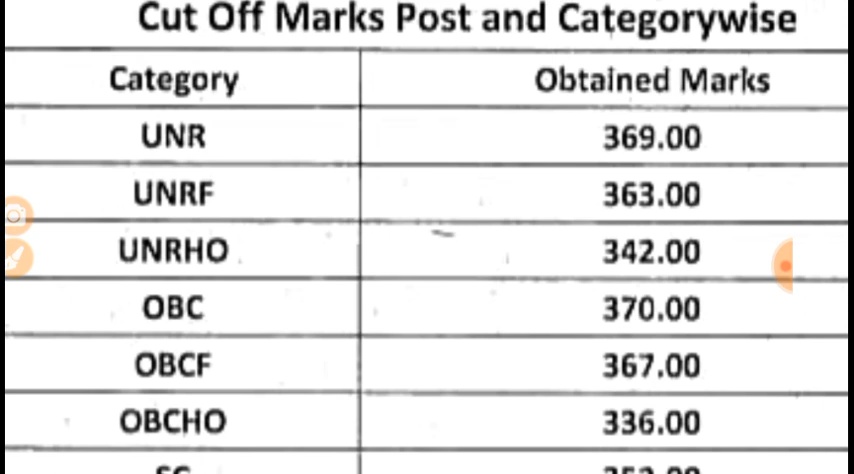 Cut Off Marks Post and Categorywise
Category Obtained Marks
UNR 369.00
UNRF 363.00
UNRHO 342.00
OBC 370.00
OBCF 367.00
OBCHO 336.00